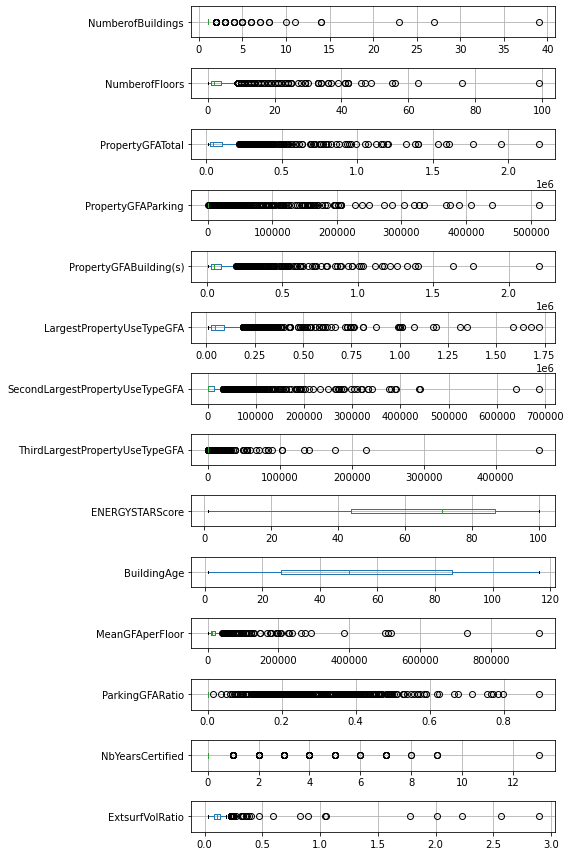 NumberofBuildings
0 5 10 15 20 25 30 35 40
NumberofFloors
0 20 40 60 80 100
PropertyGFATotal
0.0 0.5 1.0 1.5 2.0
1e6
PropertyGFAParking
0 100000 200000 300000 400000 500000
PropertyGFABuilding(s)
0.0 0.5 1.0 1.5 2.0
1e6
LargestPropertyUseTypeGFA
0.00 0.25 0.50 0.75 1.00 1.25 1.50 1.75
1e6
SecondLargestPropertyUseTypeGFA
0 100000 200000 300000 400000 500000 600000 700000
ThirdLargestPropertyUseTypeGFA
0 100000 200000 300000 400000
ENERGYSTARScore
0 20 40 60 80 100
BuildingAge
0 20 40 60 80 100 120
MeanGFAperFloor
0 200000 400000 600000 800000
ParkingGFARatio
0.0 0.2 0.4 0.6 0.8
NbYearsCertified
0 2 4 6 8 10 12
ExtsurfVolRatio
0.0 0.5 1.0 1.5 2.0 2.5 3.0